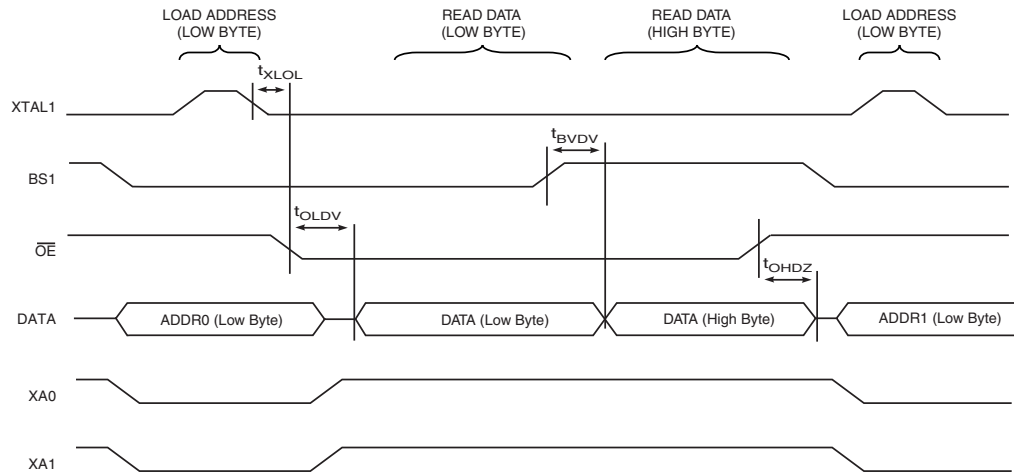 LOAD ADDRESS
(LOW BYTE)
READ DATA
(LOW BYTE)
READ DATA
(HIGH BYTE)
LOAD ADDRESS
(LOW BYTE)
tXLOL
XTAL1
tBVDV
BS1
tOLDV
OE
tOHDZ
DATA
ADDR0 (Low Byte)
DATA (Low Byte)
DATA (High Byte)
ADDR1 (Low Byte)
XA0
XA1